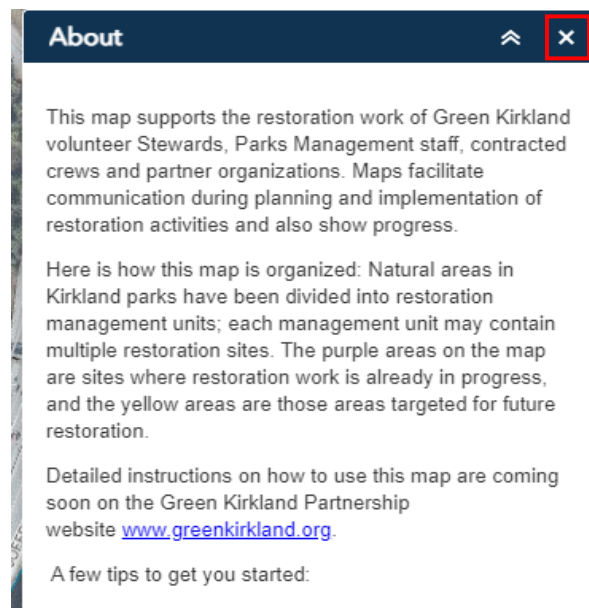 About
This map supports the restoration work of Green Kirkland
volunteer Stewards, Parks Management staff, contracted
crews and partner organizations. Maps facilitate
communication during planning and implementation of
restoration activities and also show progress.
Here is how this map is organized: Natural areas in
Kirkland parks have been divided into restoration
management units; each management unit may contain
multiple restoration sites. The purple areas on the map
are sites where restoration work is already in progress,
and the yellow areas are those areas targeted for future
restoration.
Detailed instructions on how to use this map are coming
soon on the Green Kirkland Partnership
website www.greenkirkland.org.
A few tips to get you started: